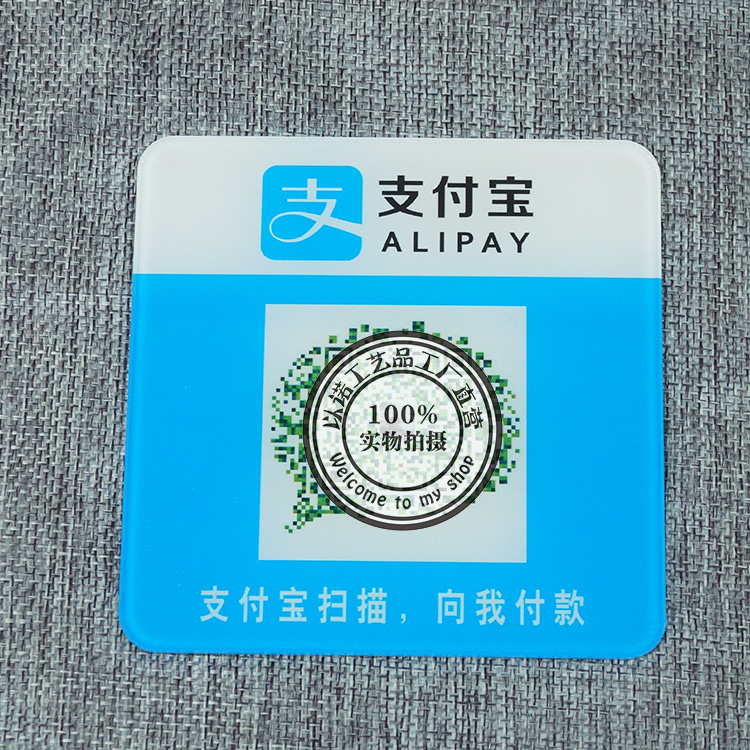 支 支付宝
ALIPAY
以诺工艺品工厂直营
100%
实物拍摄
Welcome to my shop
支付宝扫描，向我付款